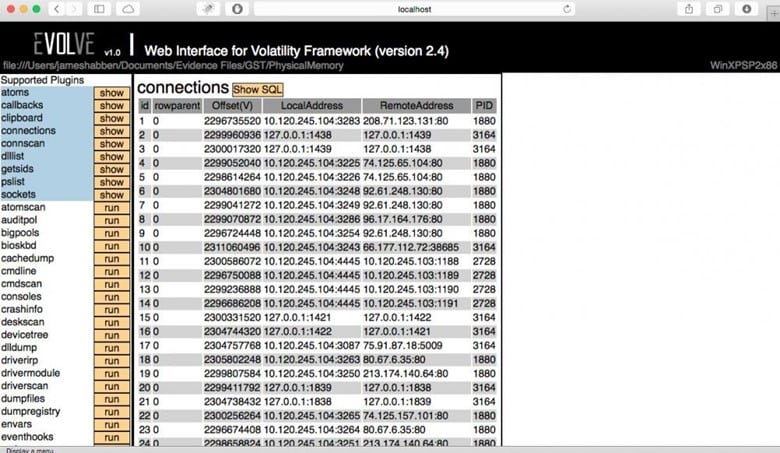 localhost
EVOLVE v1.0 | Web Interface for Volatility Framework (version 2.4)
file:///Users/jameshabben/Documents/Evidence Files/GST/PhysicalMemory WinXPSP2x86
Supported Plugins
atoms show
callbacks show
clipboard show
connections show
connscan show
dlllist show
getsids show
pslist show
sockets show
atomscan run
auditpol run
bigpools run
bioskbd run
cachedump run
cmdline run
cmdscan run
consoles run
crashinfo run
deskscan run
devicetree run
dlldump run
driverirp run
drivermodule run
driverscan run
dumpfiles run
dumpregistry run
envars run
eventhooks run
connections Show SQL
id rowparent Offset(V) LocalAddress RemoteAddress PID
1 0 2296735520 10.120.245.104:3283 208.71.123.131:80 1880
2 0 2299960936 127.0.0.1:1438 127.0.0.1:1439 3164
3 0 2300017320 127.0.0.1:1439 127.0.0.1:1438 3164
4 0 2299052040 10.120.245.104:3225 74.125.65.104:80 1880
5 0 2298614264 10.120.245.104:3226 74.125.65.104:80 1880
6 0 2304801680 10.120.245.104:3248 92.61.248.130:80 1880
7 0 2299041272 10.120.245.104:3249 92.61.248.130:80 1880
8 0 2299070872 10.120.245.104:3286 96.17.164.176:80 1880
9 0 2296724448 10.120.245.104:3254 92.61.248.130:80 1880
10 0 2311060496 10.120.245.104:3243 66.177.112.72:38685 3164
11 0 2300586072 10.120.245.104:4445 10.120.245.103:1188 2728
12 0 2296750088 10.120.245.104:4445 10.120.245.103:1189 2728
13 0 2299236888 10.120.245.104:4445 10.120.245.103:1190 2728
14 0 2296686208 10.120.245.104:4445 10.120.245.103:1191 2728
15 0 2300331520 127.0.0.1:1421 127.0.0.1:1422 3164
16 0 2304744320 127.0.0.1:1422 127.0.0.1:1421 3164
17 0 2304757768 10.120.245.104:3087 75.91.87.18:5009 3164
18 0 2305802248 10.120.245.104:3263 80.67.6.35:80 1880
19 0 2299807584 10.120.245.104:3250 213.174.140.64:80 1880
20 0 2299411792 127.0.0.1:1839 127.0.0.1:1838 3164
21 0 2304738432 127.0.0.1:1838 127.0.0.1:1839 3164
22 0 2300256264 10.120.245.104:3265 74.125.157.101:80 1880
23 0 2296674408 10.120.245.104:3264 80.67.6.35:80 1880
24 0 2298658824 10.120.245.104:3251 213.174.140.64:80 1880
Display a menu